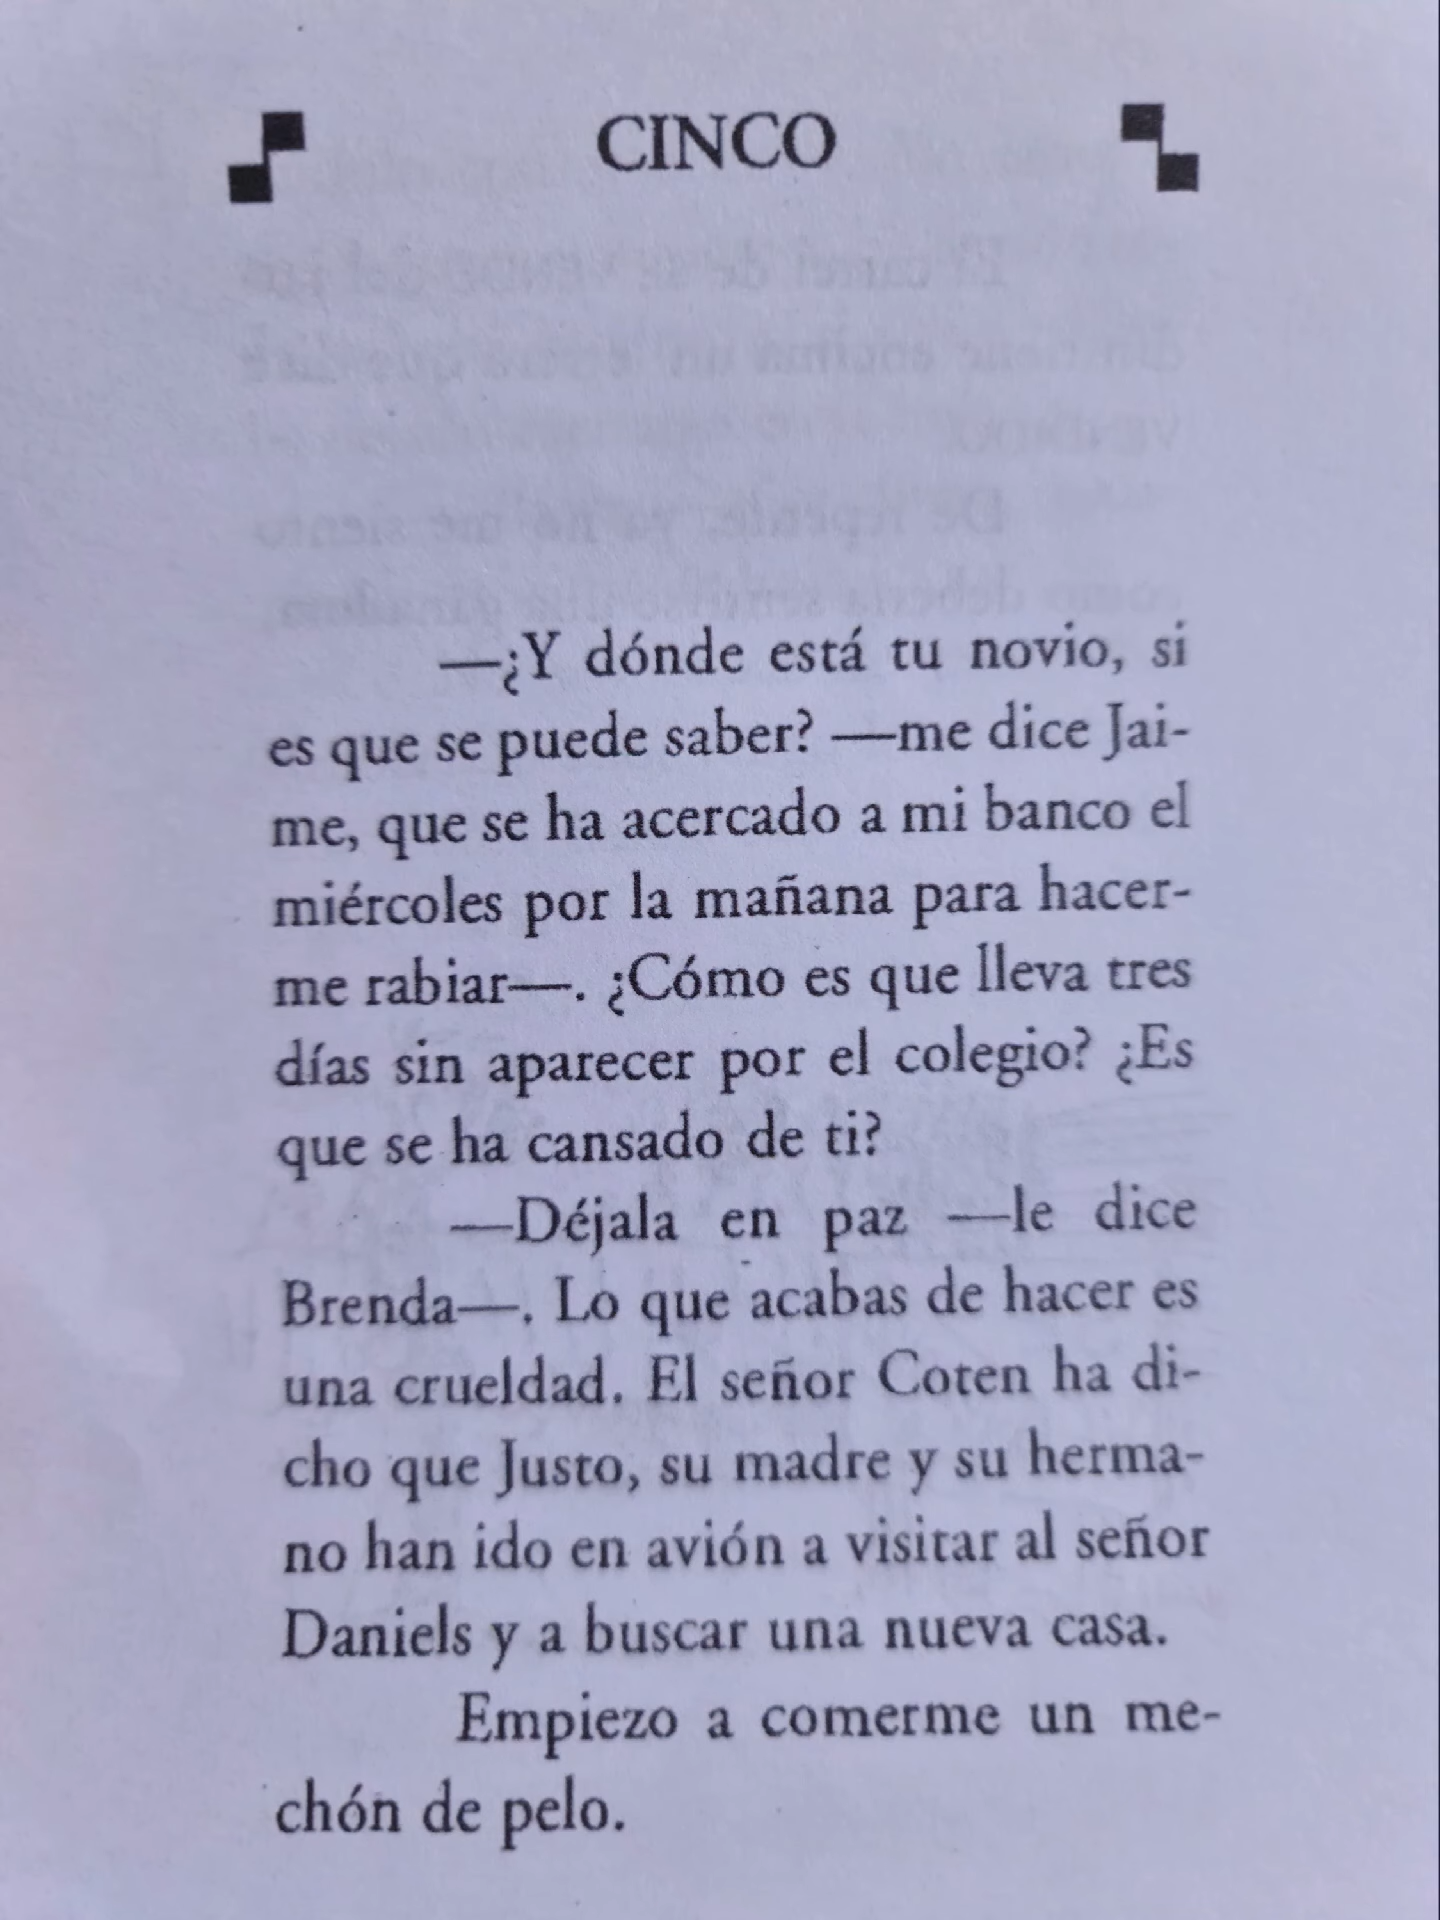 CINCO
—¿Y dónde está tu novio, si
es que se puede saber? —me dice Jai-
me, que se ha acercado a mi banco el
miércoles por la mañana para hacer-
me rabiar—. ¿Cómo es que lleva tres
días sin aparecer por el colegio? ¿Es
que se ha cansado de ti?
—Déjala en paz —le dice
Brenda—. Lo que acabas de hacer es
una crueldad. El señor Coten ha di-
cho que Justo, su madre y su herma-
no han ido en avión a visitar al señor
Daniels y a buscar una nueva casa.
Empiezo a comerme un me-
chón de pelo.